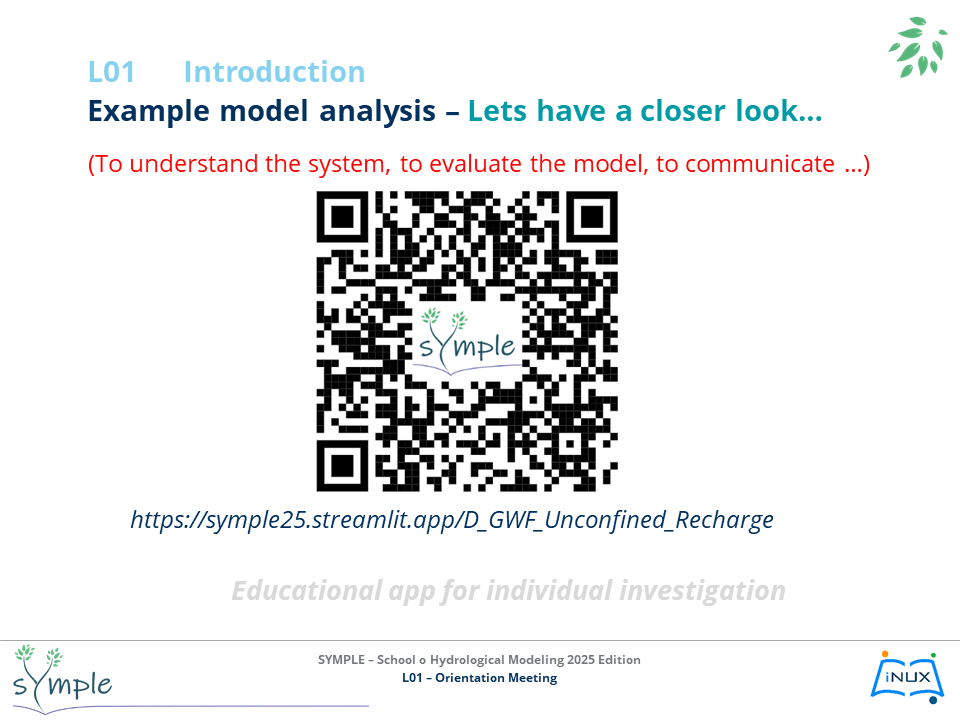 L01 Introduction
Example model analysis – Lets have a closer look...
(To understand the system, to evaluate the model, to communicate ...)
sYmple
https://symple25.streamlit.app/D_GWF_Unconfined_Recharge
Educational app for individual investigation
sYmple
SYMPLE – School o Hydrological Modeling 2025 Edition
L01 – Orientation Meeting
iNUX